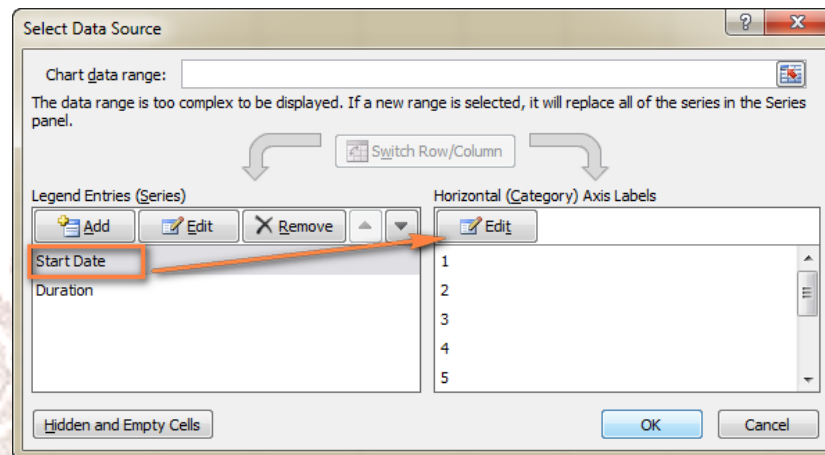 Select Data Source
Chart data range:
The data range is too complex to be displayed. If a new range is selected, it will replace all of the series in the Series
panel.
Switch Row/Column
Legend Entries (Series)
Horizontal (Category) Axis Labels
Add Edit Remove
Edit
Start Date
Duration
1
2
3
4
5
Hidden and Empty Cells
OK Cancel